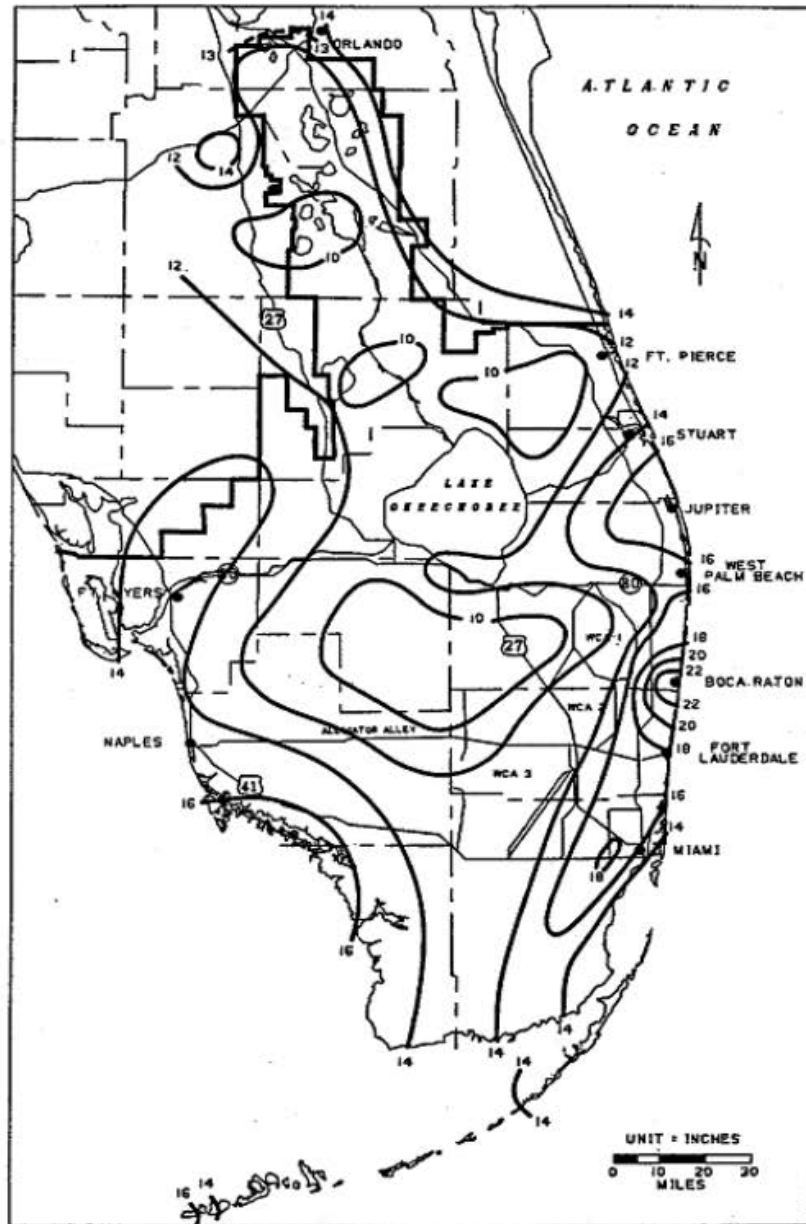 14
13
13
ORLANDO
ATLANTIC
OCEAN
12
14
N
10
12
27
14
10
12
FT. PIERCE
12
10
14
16
STUART
LAKE
OKEECHOBEE
JUPITER
16
WEST
PALM BEACH
80
FT. MYERS
16
10
WCA 1
18
27
20
22
BOCA RATON
14
WCA 2
22
20
NAPLES
ALLIGATOR ALLEY
18
FORT
LAUDERDALE
WCA 3
41
16
16
14
MIAMI
18
16
14
14
14
14
UNIT = INCHES
0 10 20 30
MILES
14
16